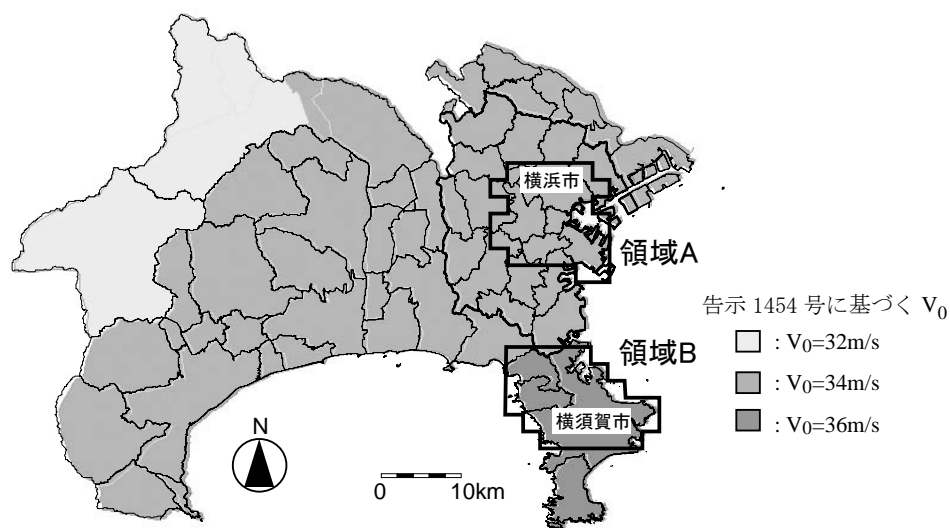 横浜市
領域A
告示 1454 号に基づく V0
: V0=32m/s
領域B
: V0=34m/s
横須賀市
: V0=36m/s
N
0 10km